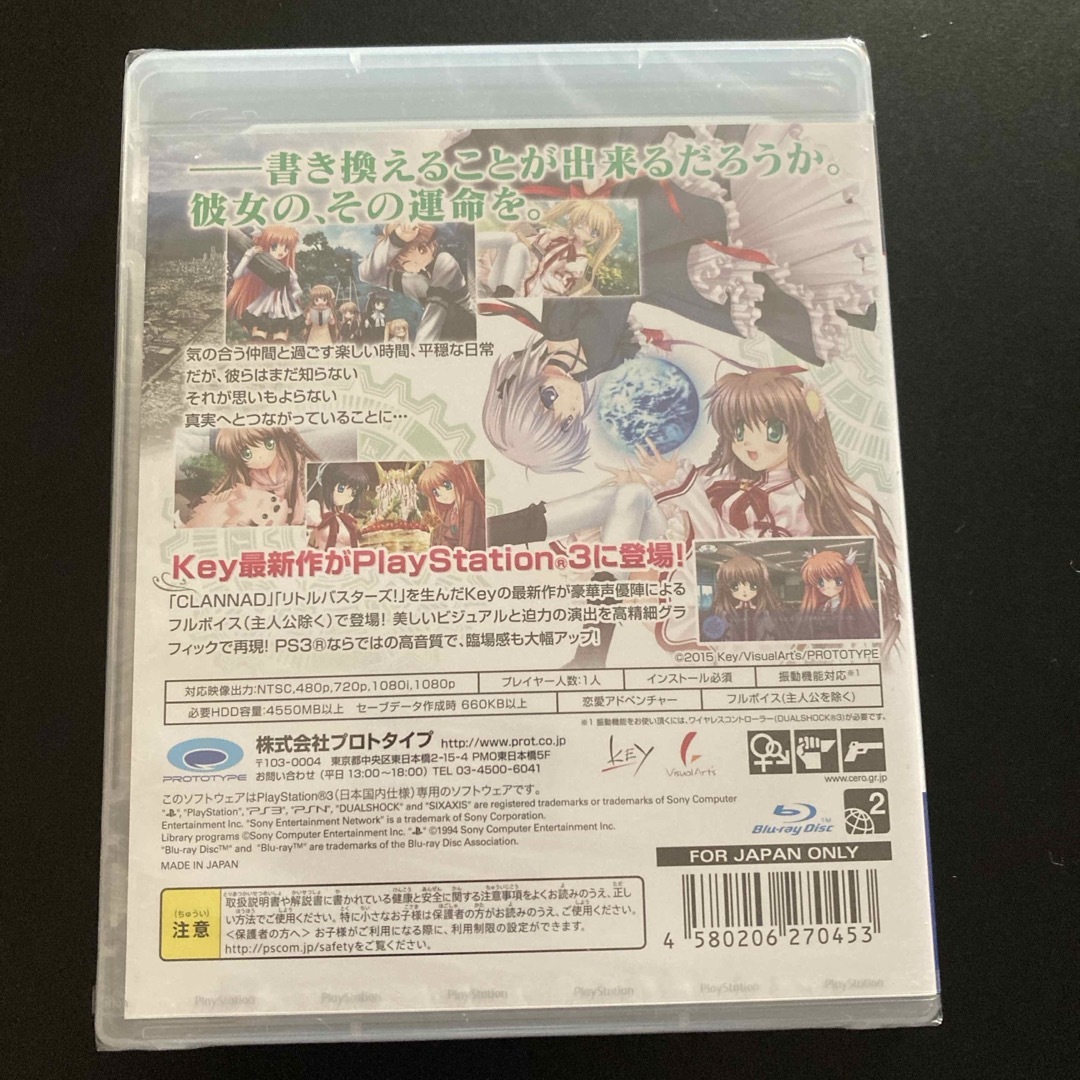 ――書き換えることが出来るだろうか。
彼女の、その運命を。
気の合う仲間と過ごす楽しい時間、平穏な日常
だが、彼らはまだ知らない
それが思いもよらない
真実へとつながっていることに…
Key最新作がPlayStation®3に登場!
「CLANNAD」「リトルバスターズ!」を生んだKeyの最新作が豪華声優陣による
フルボイス(主人公除く)で登場! 美しいビジュアルと迫力の演出を高精細グラ
フィックで再現! PS3®ならではの高音質で、臨場感も大幅アップ!
©2015 Key/VisualArt's/PROTOTYPE
対応映像出力:NTSC,480p,720p,1080i,1080p
プレイヤー人数:1人
インストール必須
振動機能対応※1
必要HDD容量:4550MB以上 セーブデータ作成時 660KB以上
恋愛アドベンチャー
フルボイス(主人公を除く)
※1 振動機能をお使い頂くには、ワイヤレスコントローラー(DUALSHOCK®3)が必要です。
PROTOTYPE
株式会社プロトタイプ http://www.prot.co.jp
〒103-0004 東京都中央区東日本橋2-15-4 PMO東日本橋5F
お問い合わせ (平日 13:00～18:00) TEL 03-4500-6041
KEY
VisualArt's
www.cero.gr.jp
このソフトウェアはPlayStation®3(日本国内仕様)専用のソフトウェアです。
"PlayStation", "PS3", "PSN", "DUALSHOCK" and "SIXAXIS" are registered trademarks or trademarks of Sony Computer
Entertainment Inc. "Sony Entertainment Network" is a trademark of Sony Corporation.
Library programs ©Sony Computer Entertainment Inc. ©1994 Sony Computer Entertainment Inc.
"Blu-ray Disc™" and "Blu-ray™" are trademarks of the Blu-ray Disc Association.
MADE IN JAPAN
Blu-ray Disc™
2
FOR JAPAN ONLY
(ちゅうい)
注意
取扱説明書や解説書に書かれている健康と安全に関する注意事項をよくお読みのうえ、正し
い方法でご使用ください。特に小さなお子様は保護者の方がお読みのうえ、ご使用ください。
<保護者の方へ> お子様がご利用になる際に、利用制限の設定ができます。
http://pscom.jp/safetyをご覧ください。
4 580206 270453
PlayStation PlayStation PlayStation PlayStation PlayStation PlayStation